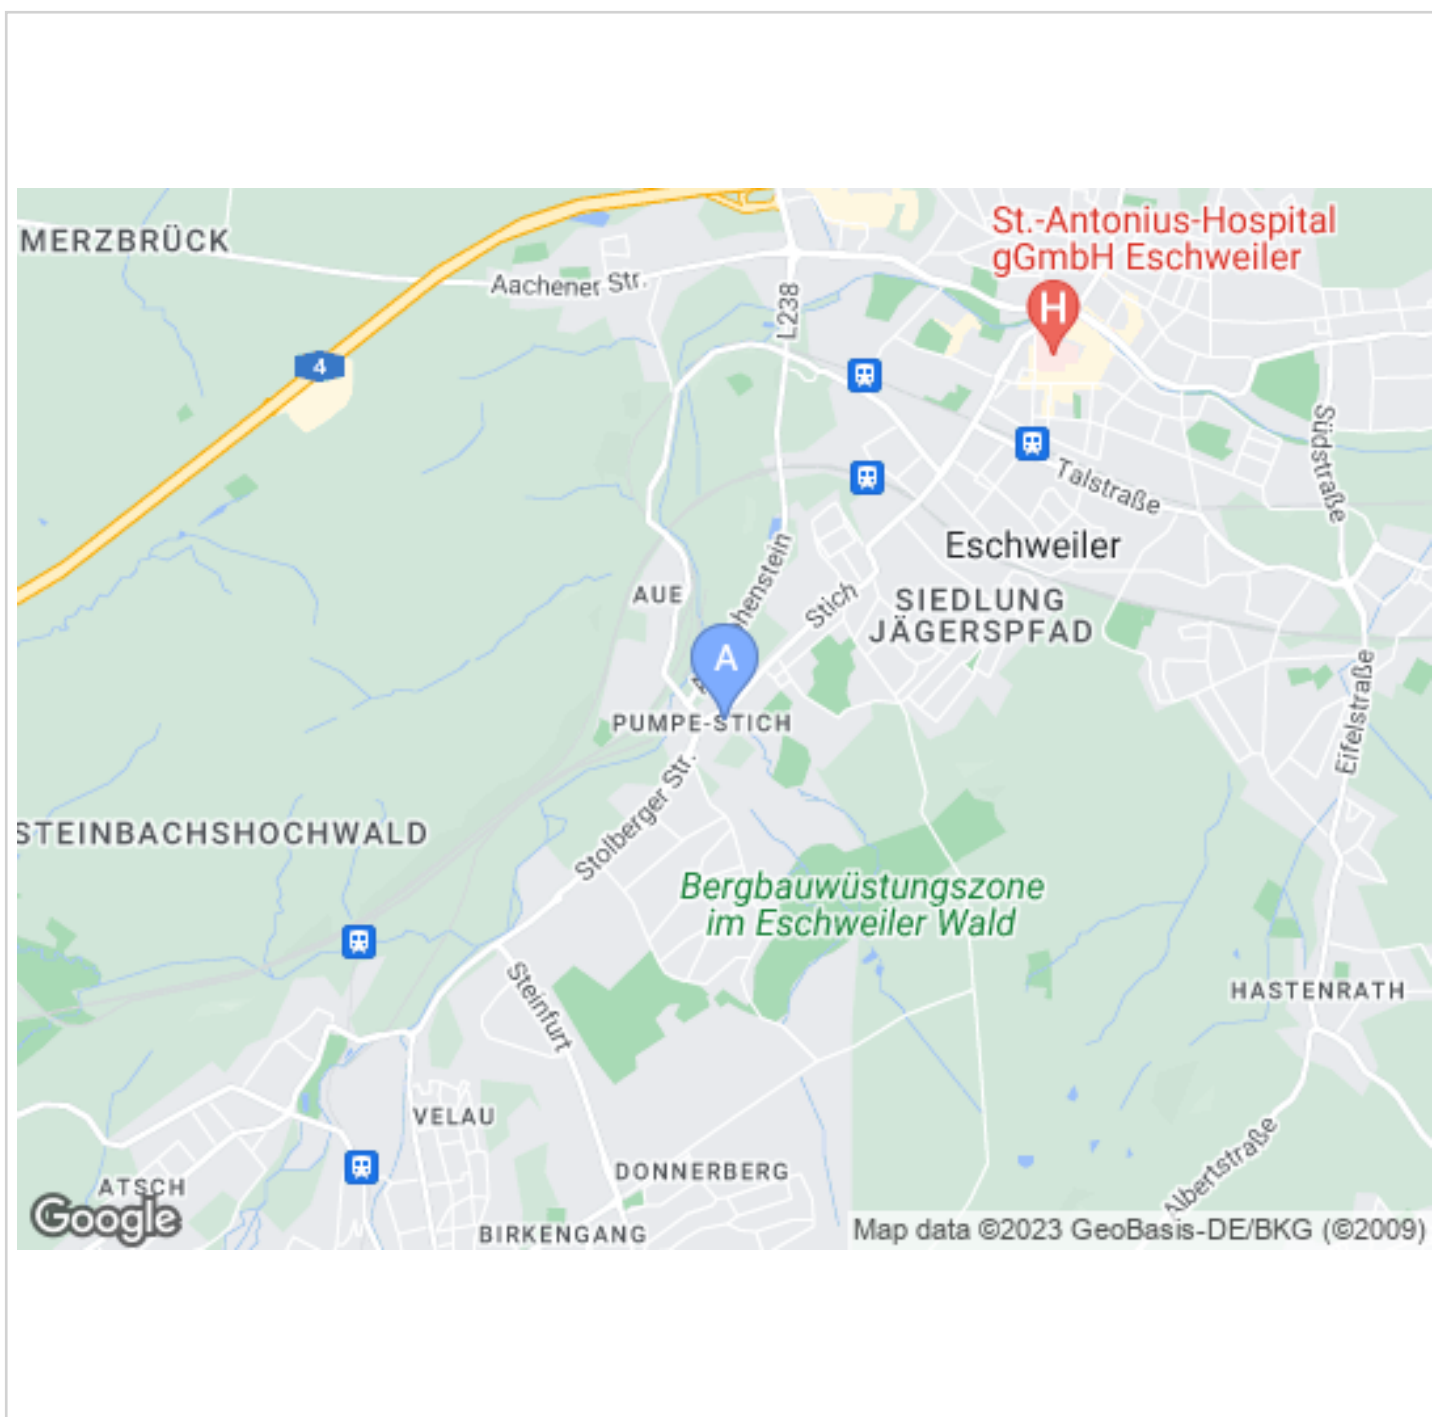 St.-Antonius-Hospital
gGmbH Eschweiler
MERZBRÜCK
Aachener Str.
L238
H
4
Südstraße
Talstraße
Eschweiler
henstein
AUE
Stich
SIEDLUNG
JÄGERSPFAD
A
Eifelstraße
PUMPE-STICH
Stolberger Str.
STEINBACHSHOCHWALD
Bergbauwüstungszone
im Eschweiler Wald
Steinfurt
HASTENRATH
VELAU
Albertstraße
DONNERBERG
ATSCH
Google
BIRKENGANG
Map data ©2023 GeoBasis-DE/BKG (©2009)